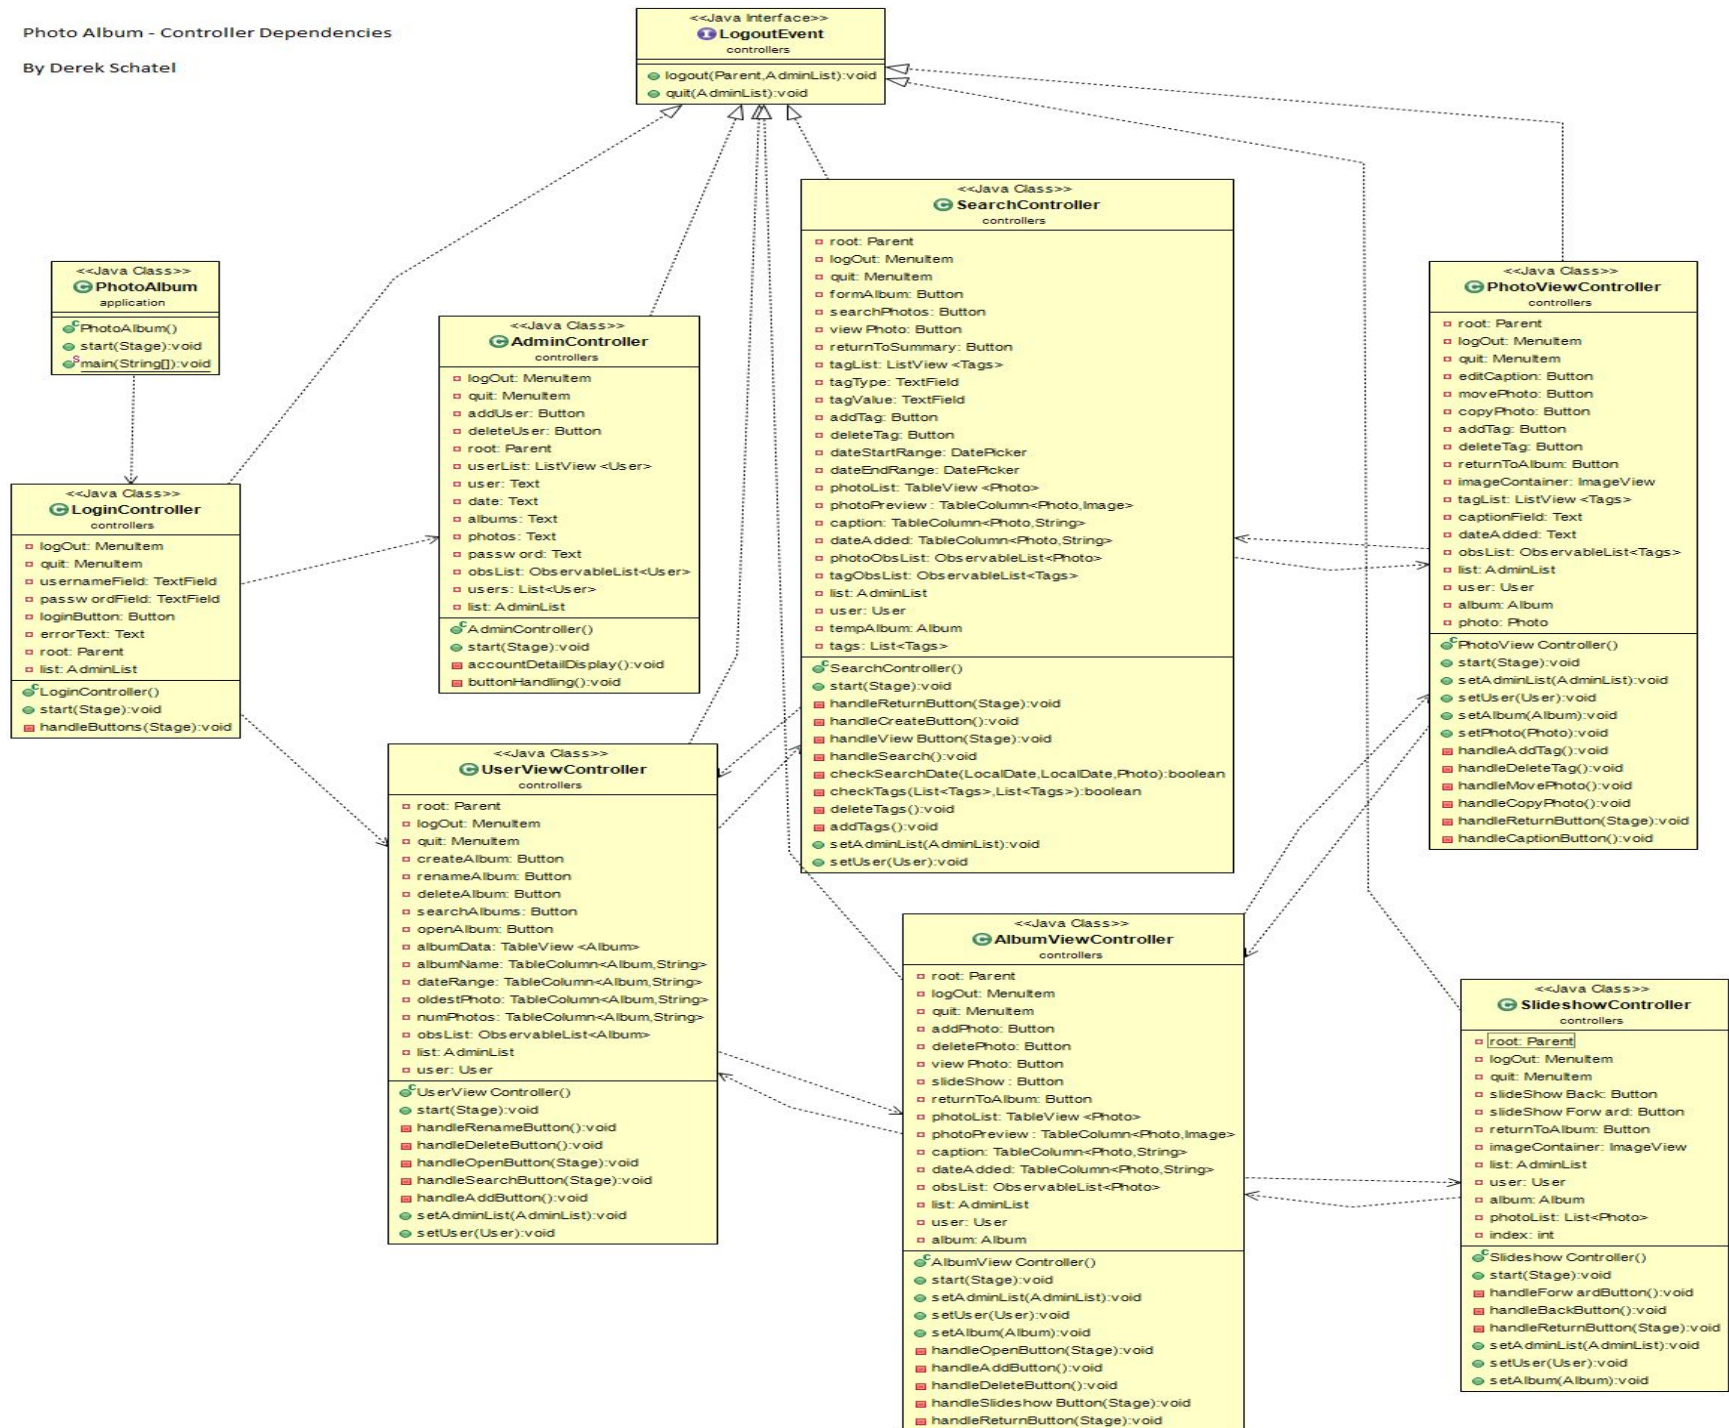 Photo Album - Controller Dependencies
By Derek Schatel
<<Java Interface>>
LogoutEvent
controllers
logout(Parent,AdminList):void
quit(AdminList):void
<<Java Class>>
PhotoAlbum
application
PhotoAlbum()
start(Stage):void
main(String[]):void
<<Java Class>>
LoginController
controllers
logOut: MenuItem
quit: MenuItem
usernameField: TextField
passwordField: TextField
loginButton: Button
errorText: Text
root: Parent
list: AdminList
LoginController()
start(Stage):void
handleButtons(Stage):void
<<Java Class>>
AdminController
controllers
logOut: MenuItem
quit: MenuItem
addUser: Button
deleteUser: Button
root: Parent
userList: ListView <User>
user: Text
date: Text
albums: Text
photos: Text
password: Text
obsList: ObservableList<User>
users: List<User>
list: AdminList
AdminController()
start(Stage):void
accountDetailDisplay():void
buttonHandling():void
<<Java Class>>
UserViewController
controllers
root: Parent
logOut: MenuItem
quit: MenuItem
createAlbum: Button
renameAlbum: Button
deleteAlbum: Button
searchAlbums: Button
openAlbum: Button
albumData: TableView <Album>
albumName: TableColumn<Album,String>
dateRange: TableColumn<Album,String>
oldestPhoto: TableColumn<Album,String>
numPhotos: TableColumn<Album,String>
obsList: ObservableList<Album>
list: AdminList
user: User
UserView Controller()
start(Stage):void
handleRenameButton():void
handleDeleteButton():void
handleOpenButton(Stage):void
handleSearchButton(Stage):void
handleAddButton():void
setAdminList(AdminList):void
setUser(User):void
<<Java Class>>
SearchController
controllers
root: Parent
logOut: MenuItem
quit: MenuItem
formAlbum: Button
searchPhotos: Button
view Photo: Button
returnToSummary: Button
tagList: ListView <Tags>
tagType: TextField
tagValue: TextField
addTag: Button
deleteTag: Button
dateStartRange: DatePicker
dateEndRange: DatePicker
photoList: TableView <Photo>
photoPreview : TableColumn<Photo,Image>
caption: TableColumn<Photo,String>
dateAdded: TableColumn<Photo,String>
photoObsList: ObservableList<Photo>
tagObsList: ObservableList<Tags>
list: AdminList
user: User
tempAlbum: Album
tags: List<Tags>
SearchController()
start(Stage):void
handleReturnButton(Stage):void
handleCreateButton():void
handleView Button(Stage):void
handleSearch():void
checkSearchDate(LocalDate,LocalDate,Photo):boolean
checkTags(List<Tags>,List<Tags>):boolean
deleteTags():void
addTags():void
setAdminList(AdminList):void
setUser(User):void
<<Java Class>>
PhotoViewController
controllers
root: Parent
logOut: MenuItem
quit: MenuItem
editCaption: Button
movePhoto: Button
copyPhoto: Button
addTag: Button
deleteTag: Button
returnToAlbum: Button
imageContainer: ImageView
tagList: ListView <Tags>
captionField: Text
dateAdded: Text
obsList: ObservableList<Tags>
list: AdminList
user: User
album: Album
photo: Photo
PhotoView Controller()
start(Stage):void
setAdminList(AdminList):void
setUser(User):void
setAlbum(Album):void
setPhoto(Photo):void
handleAddTag():void
handleDeleteTag():void
handleMovePhoto():void
handleCopyPhoto():void
handleReturnButton(Stage):void
handleCaptionButton():void
<<Java Class>>
AlbumViewController
controllers
root: Parent
logOut: MenuItem
quit: MenuItem
addPhoto: Button
deletePhoto: Button
view Photo: Button
slideShow : Button
returnToAlbum: Button
photoList: TableView <Photo>
photoPreview : TableColumn<Photo,Image>
caption: TableColumn<Photo,String>
dateAdded: TableColumn<Photo,String>
obsList: ObservableList<Photo>
list: AdminList
user: User
album: Album
AlbumView Controller()
start(Stage):void
setAdminList(AdminList):void
setUser(User):void
setAlbum(Album):void
handleOpenButton(Stage):void
handleAddButton():void
handleDeleteButton():void
handleSlideshow Button(Stage):void
handleReturnButton(Stage):void
<<Java Class>>
SlideshowController
controllers
root: Parent
logOut: MenuItem
quit: MenuItem
slideShow Back: Button
slideShow Forw ard: Button
returnToAlbum: Button
imageContainer: ImageView
list: AdminList
user: User
album: Album
photoList: List<Photo>
index: int
Slideshow Controller()
start(Stage):void
handleForw ardButton():void
handleBackButton():void
handleReturnButton(Stage):void
setAdminList(AdminList):void
setUser(User):void
setAlbum(Album):void